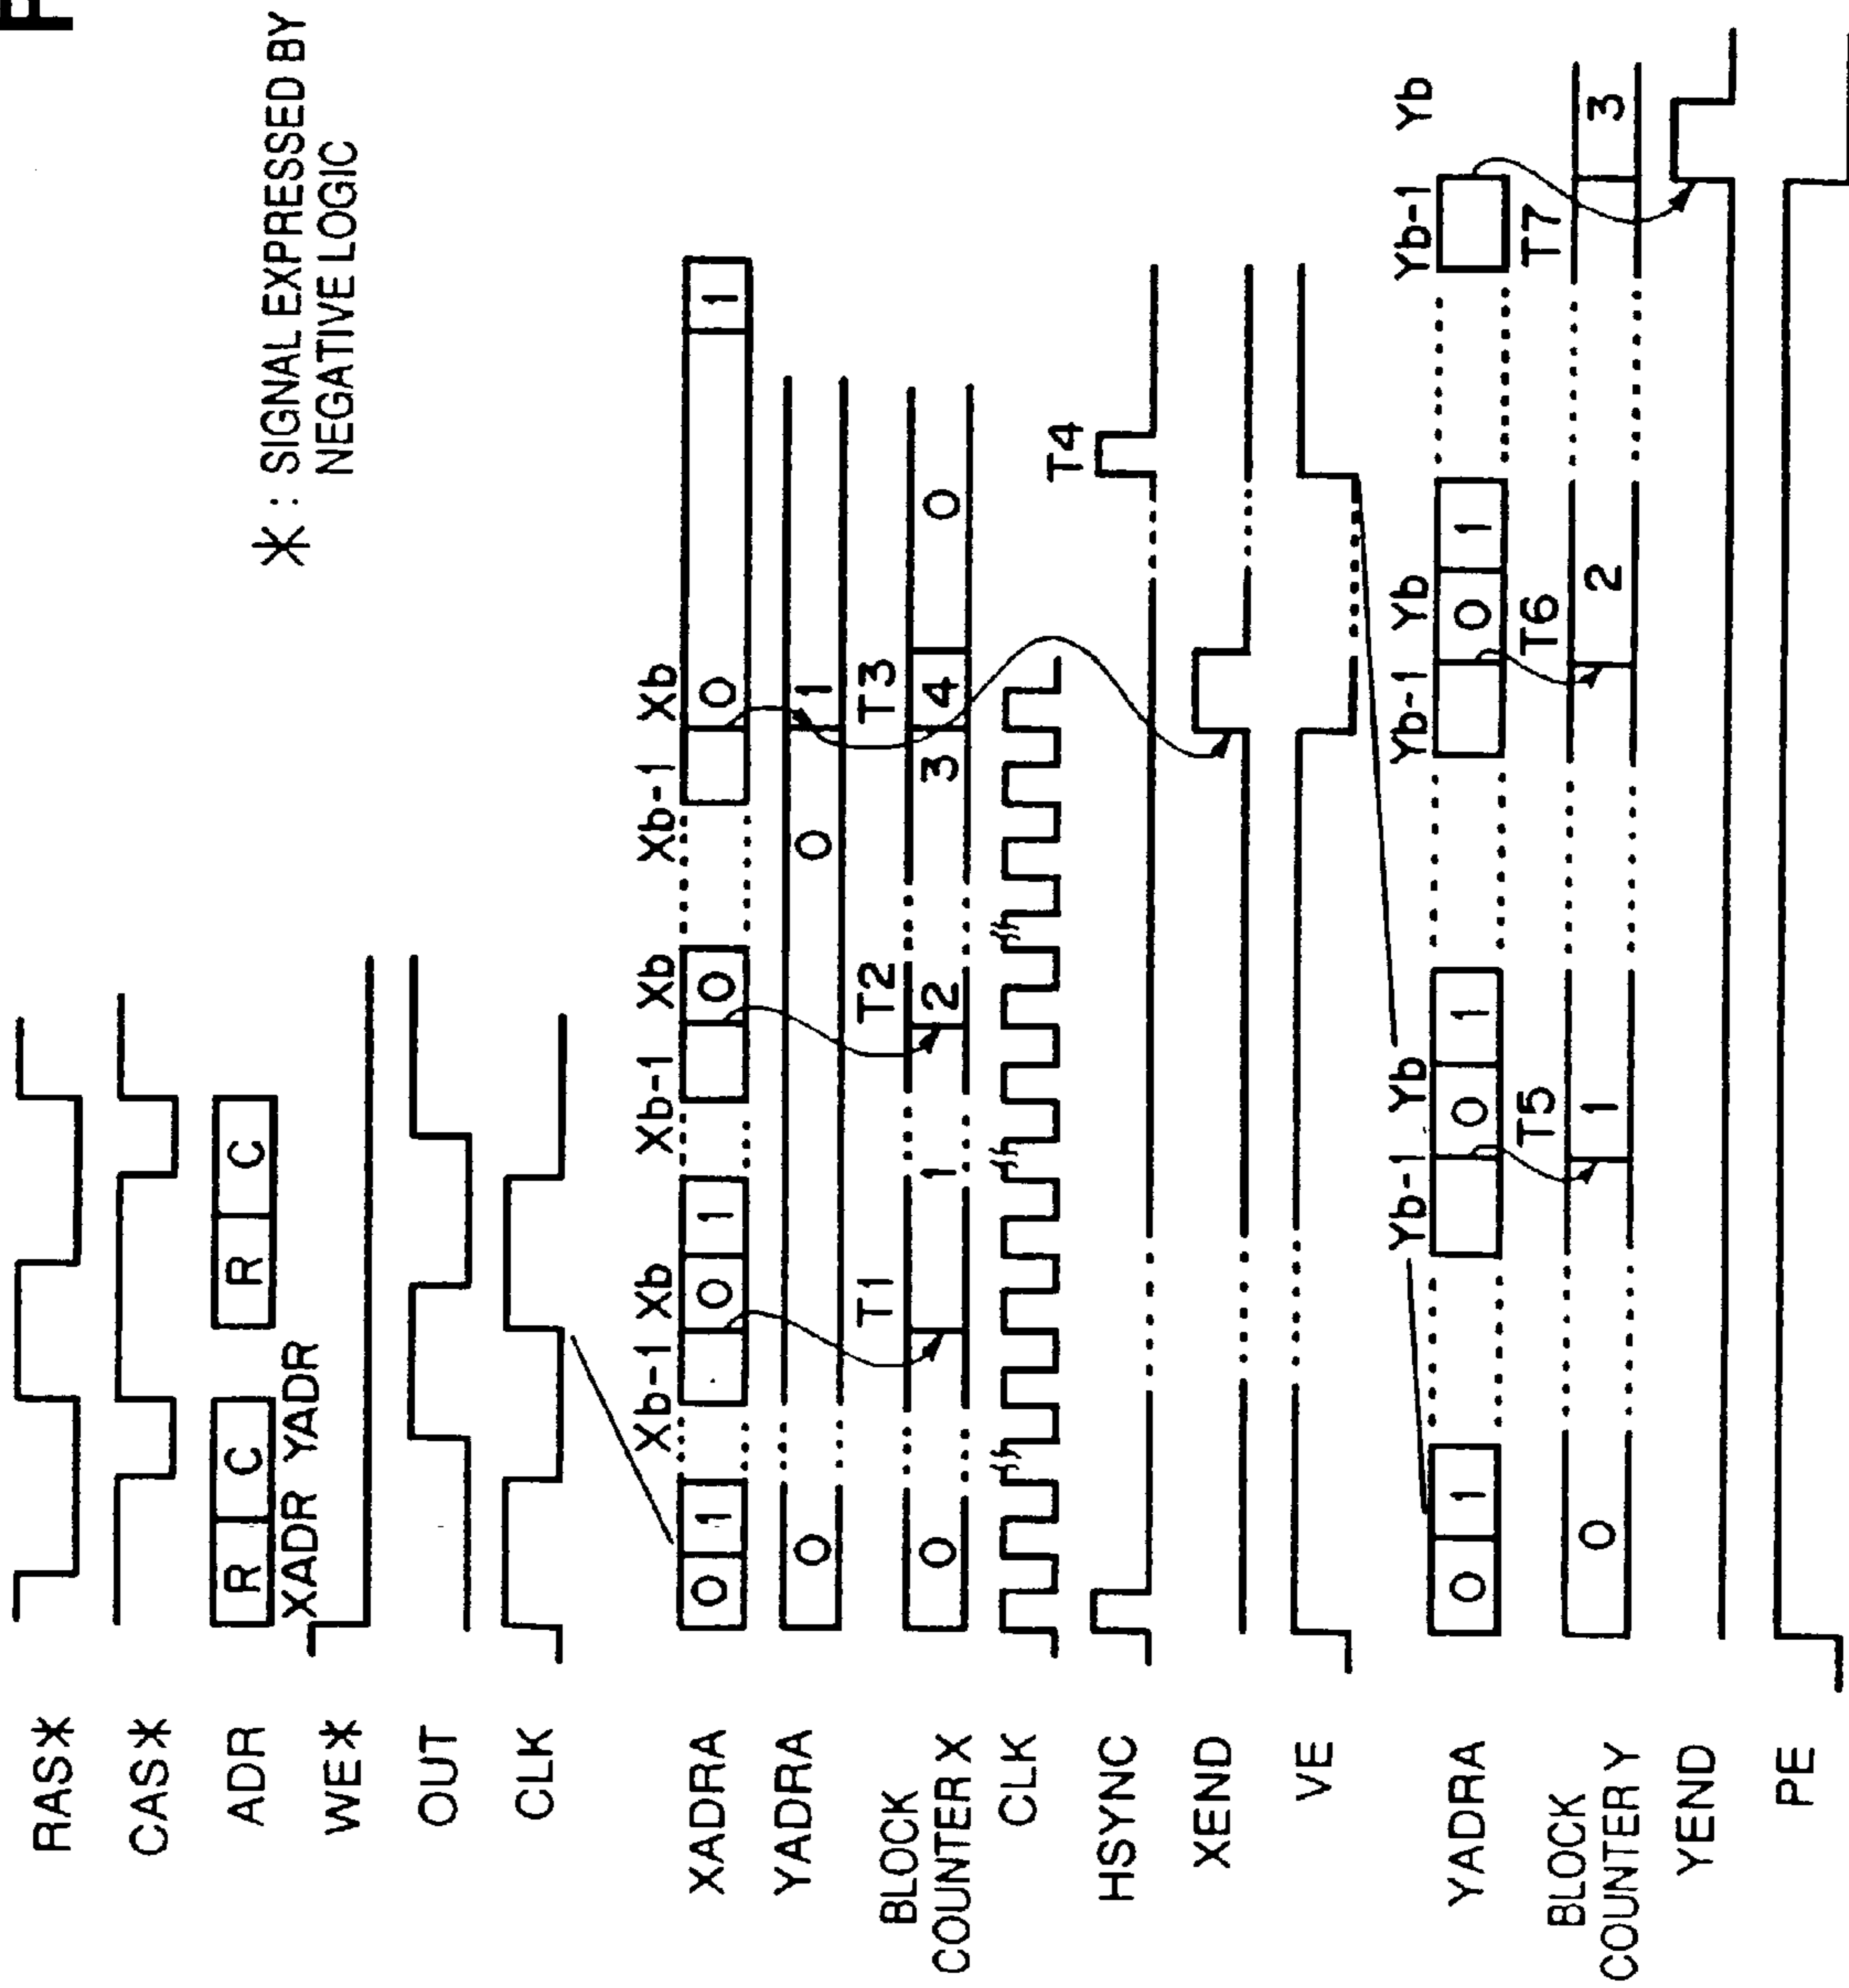 F
* : SIGNAL EXPRESSED BY
NEGATIVE LOGIC
RAS*
CAS*
ADR R C R C
XADR YADR
WE*
OUT
CLK
Xb-1 Xb Xb-1 Xb Xb-1 Xb
XADRA 0 1 0 1 0 0 1
YADRA 0 0 1
T1 T2 T3
BLOCK
COUNTER X 0 1 2 3 4 0
CLK
T4
HSYNC
XEND
VE
Yb-1 Yb Yb-1 Yb Yb-1 Yb
YADRA 0 1 0 1 0 1
T5 T6 T7
BLOCK
COUNTER Y 0 1 2 3
YEND
PE